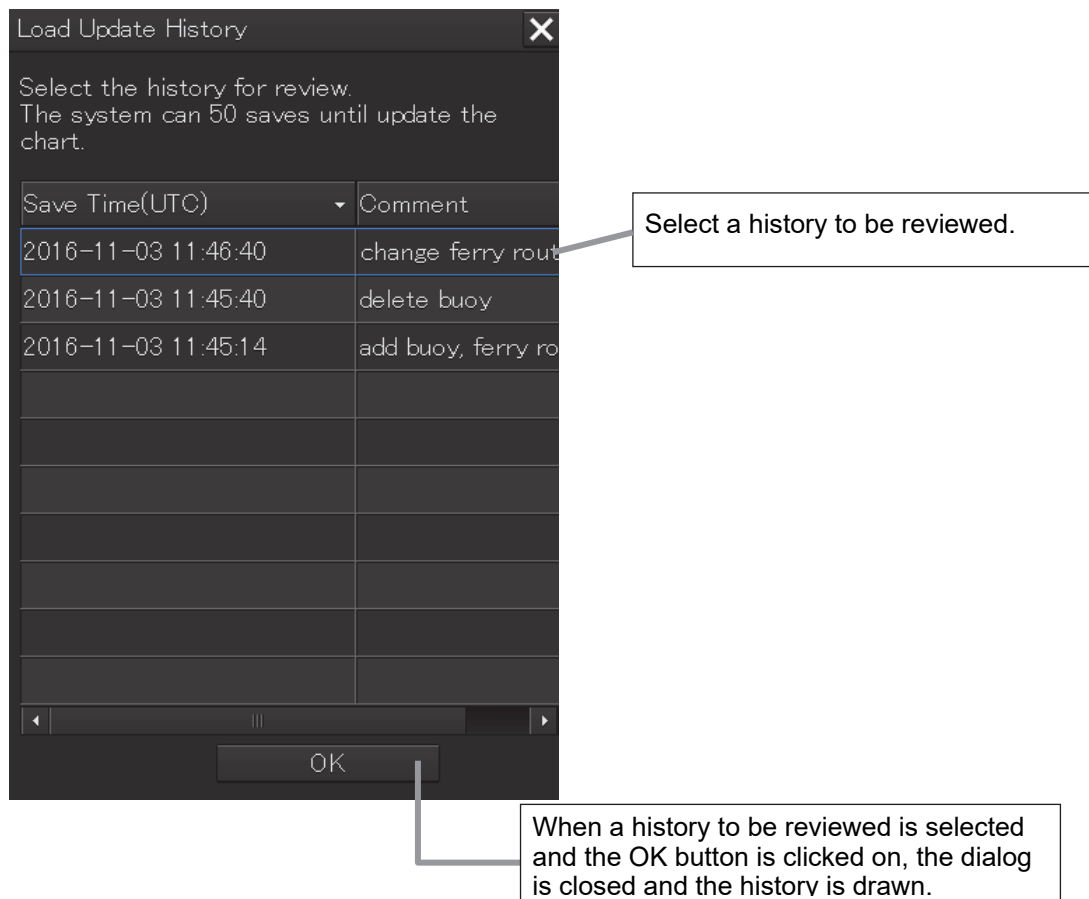 Load Update History
Select the history for review.
The system can 50 saves until update the
chart.
Save Time(UTC) Comment
2016-11-03 11:46:40 change ferry rout
2016-11-03 11:45:40 delete buoy
2016-11-03 11:45:14 add buoy, ferry ro
OK
Select a history to be reviewed.
When a history to be reviewed is selected
and the OK button is clicked on, the dialog
is closed and the history is drawn.